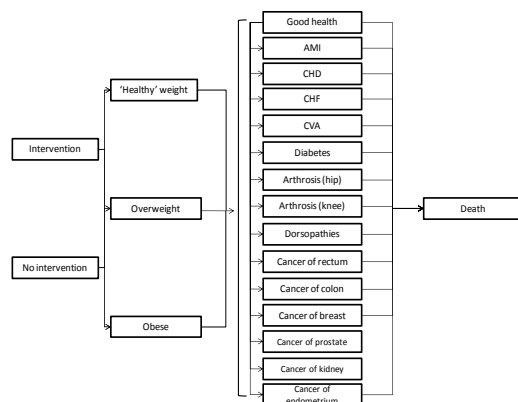 Good health
AMI
'Healthy' weight
CHD
CHF
CVA
Intervention
Diabetes
Arthrosis (hip)
Overweight
Arthrosis (knee)
Death
Dorsopathies
No intervention
Cancer of rectum
Cancer of colon
Cancer of breast
Obese
Cancer of prostate
Cancer of kidney
Cancer of
endometrium